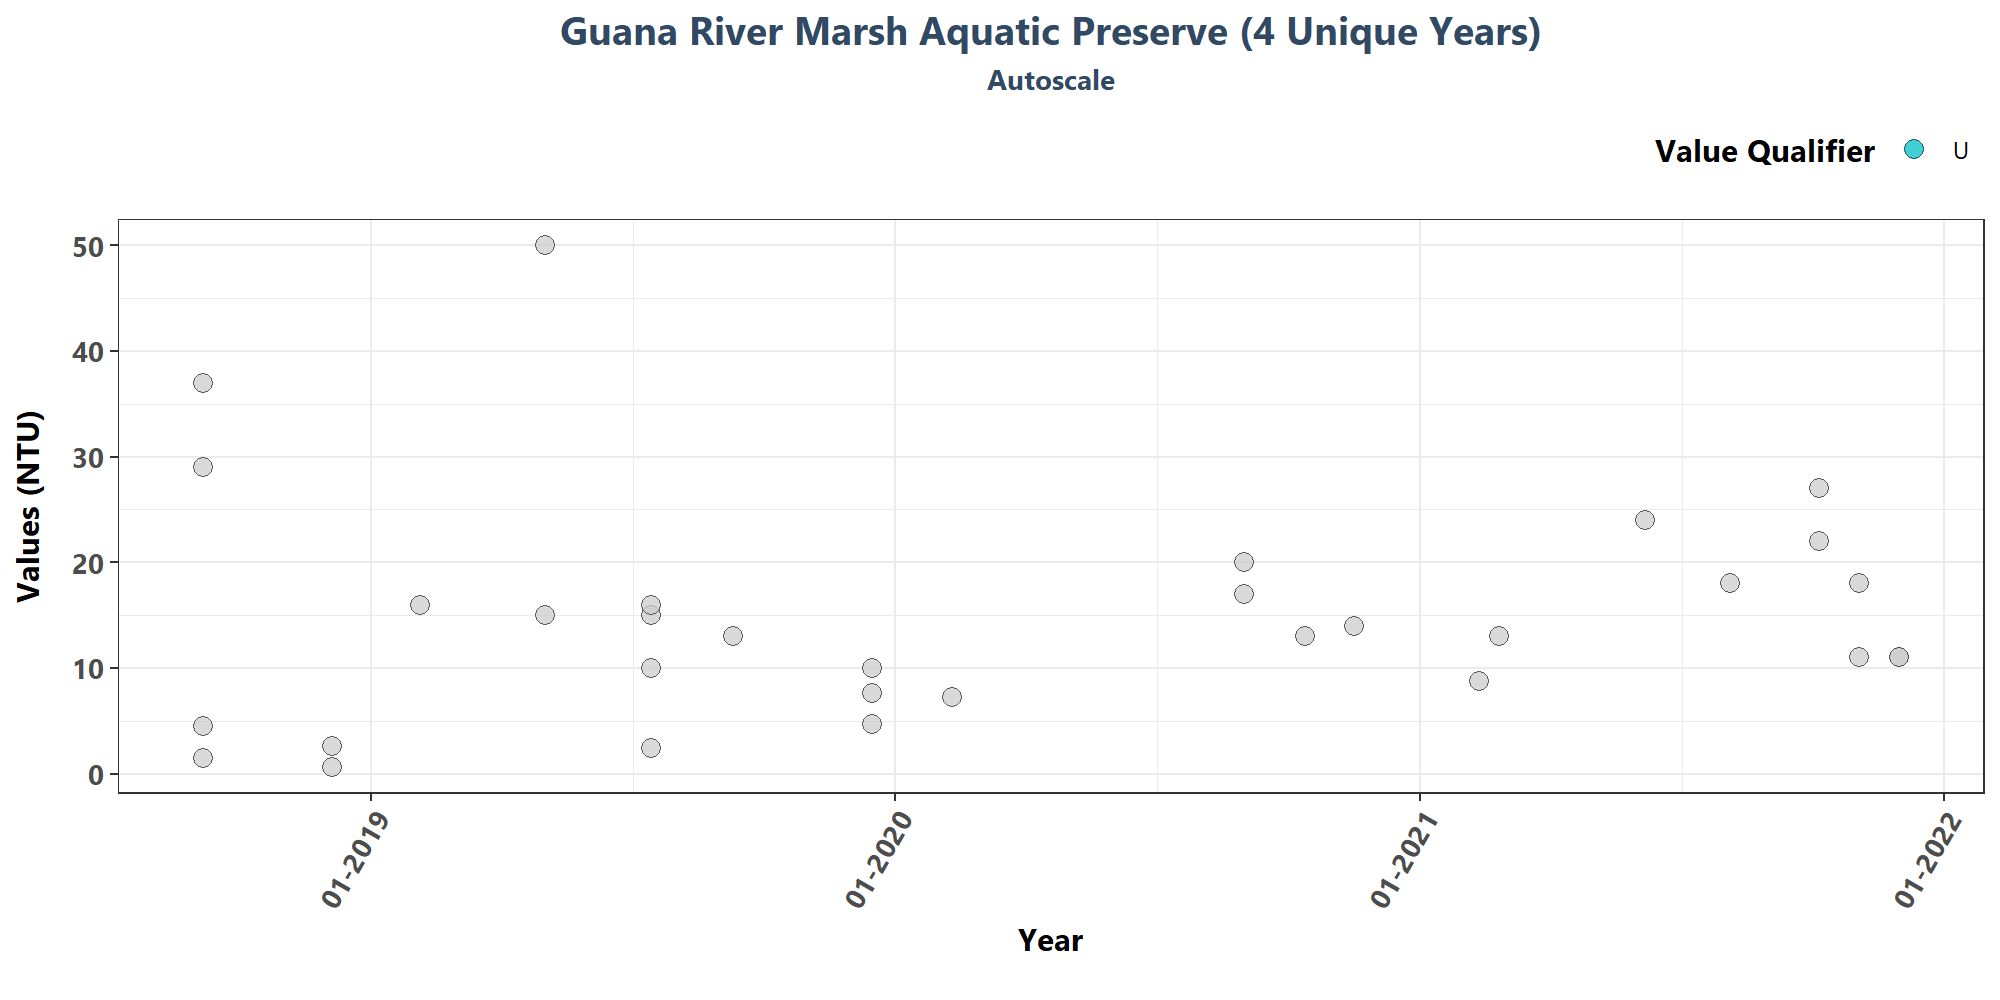 Guana River Marsh Aquatic Preserve (4 Unique Years)
Autoscale
Value Qualifier U
Values (NTU)
50
40
30
20
10
0
01-2019 01-2020 01-2021 01-2022
Year